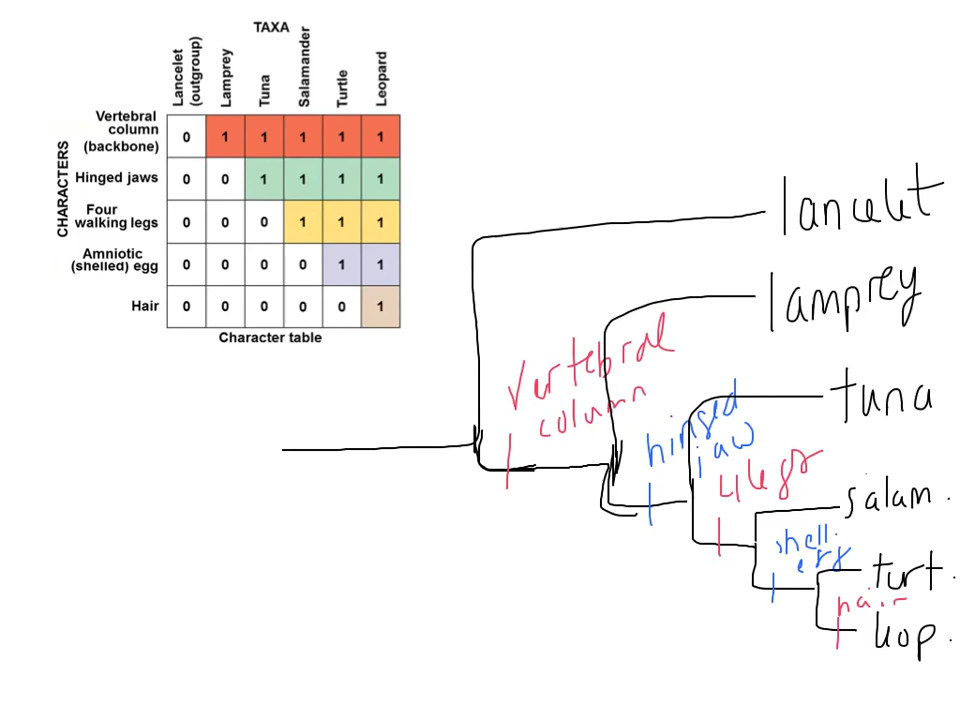 TAXA
Lancelet
(outgroup)
Lamprey
Tuna
Salamander
Turtle
Leopard
CHARACTERS
Vertebral
column
(backbone)
0 1 1 1 1 1
Hinged jaws
0 0 1 1 1 1
Four
walking legs
0 0 0 1 1 1
Amniotic
(shelled) egg
0 0 0 0 1 1
Hair
0 0 0 0 0 1
Character table
lancelet
lamprey
vertebral
column
tuna
hinged
jaw
4 legs
salam.
shell.
egg
turt.
hair
leop.